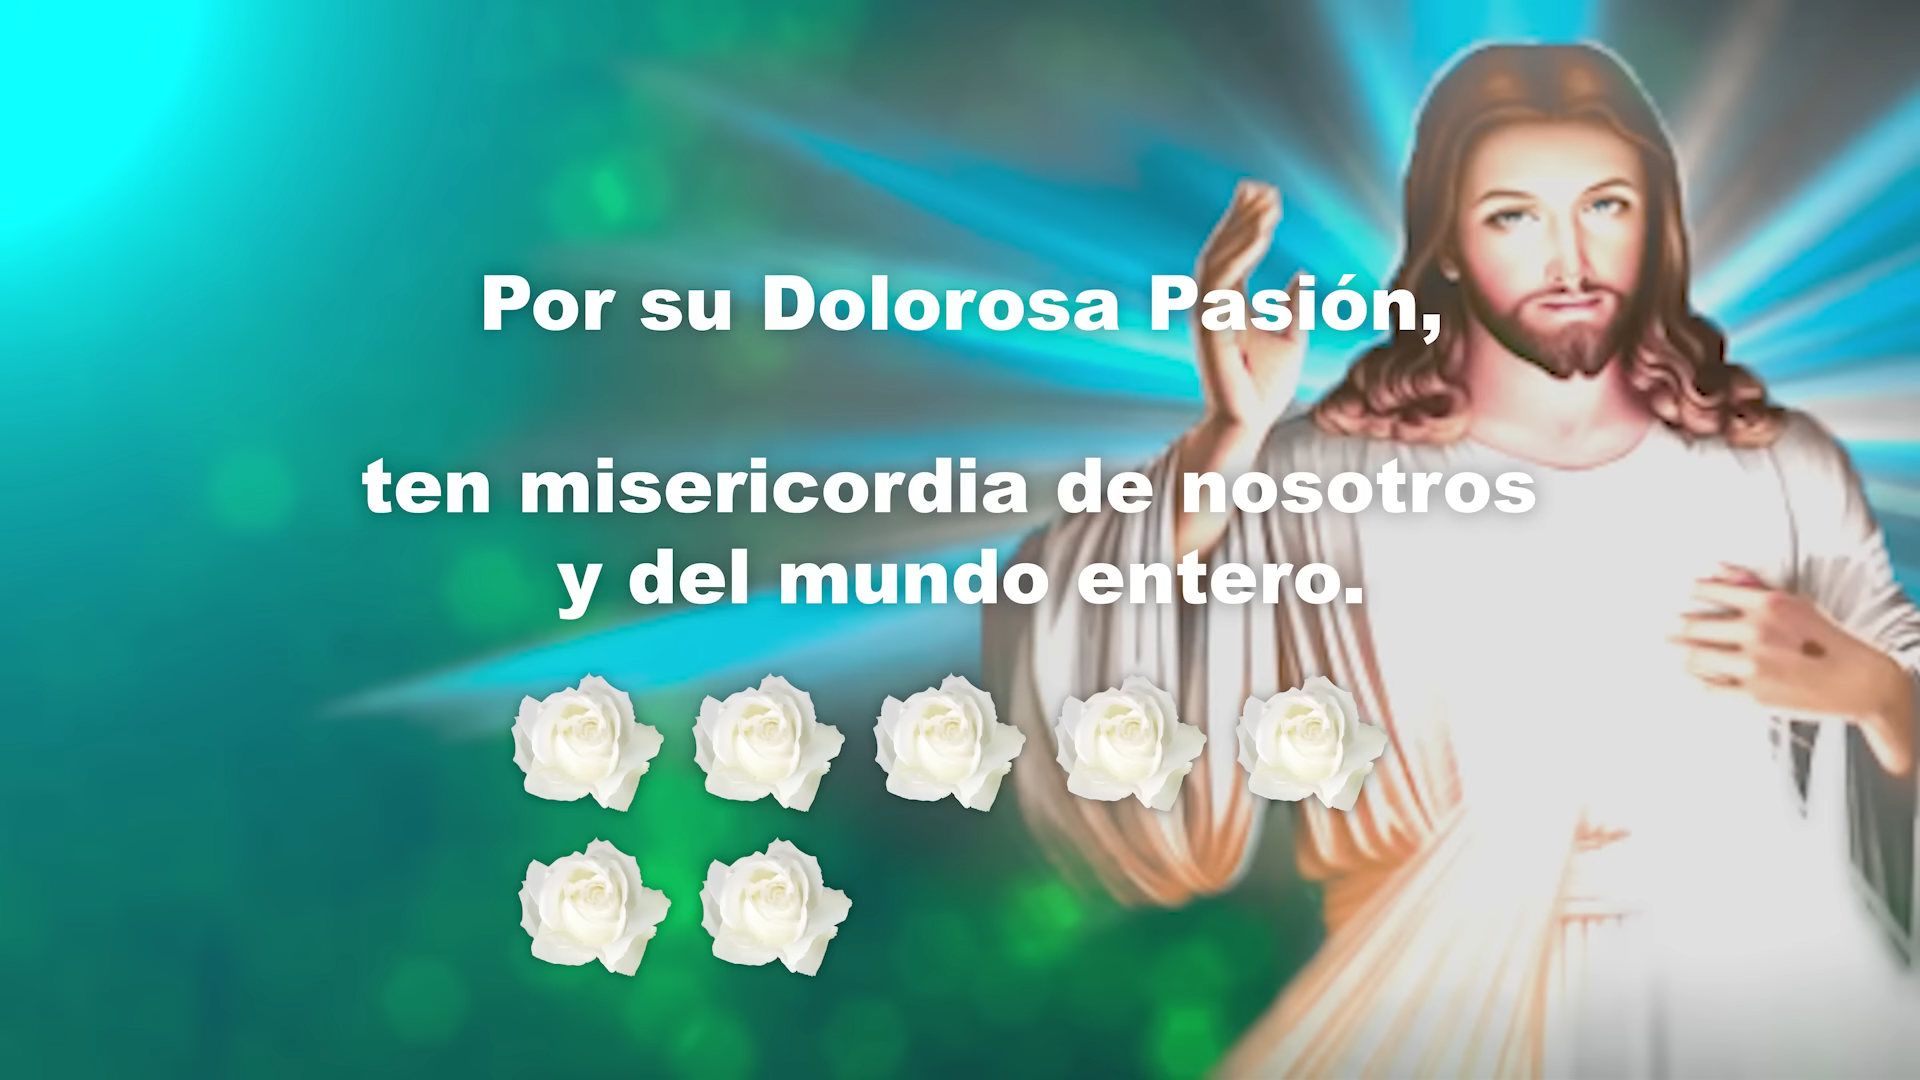 Por su Dolorosa Pasión,
ten misericordia de nosotros
y del mundo entero.